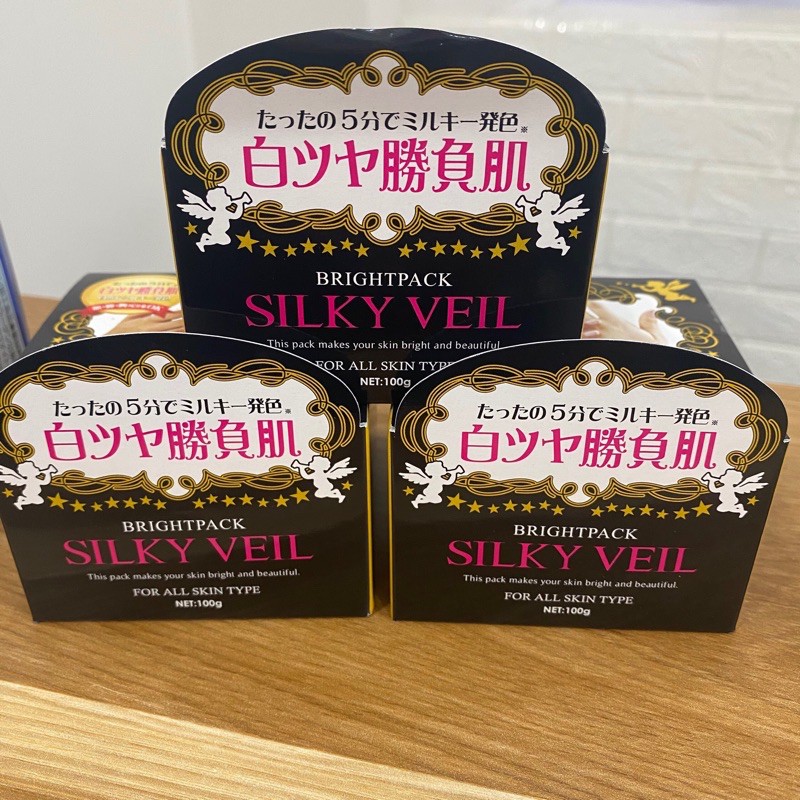 たったの5分でミルキー発色※
白ツヤ勝負肌
BRIGHTPACK
SILKY VEIL
This pack makes your skin bright and beautiful.
FOR ALL SKIN TYPE
NET:100g
白ツヤ勝負
たったの5分でミルキー発色※
白ツヤ勝負肌
BRIGHTPACK
SILKY VEIL
This pack makes your skin bright and beautiful.
FOR ALL SKIN TYPE
NET:100g
たったの5分でミルキー発色※
白ツヤ勝負肌
BRIGHTPACK
SILKY VEIL
This pack makes your skin bright and beautiful.
FOR ALL SKIN TYPE
NET:100g